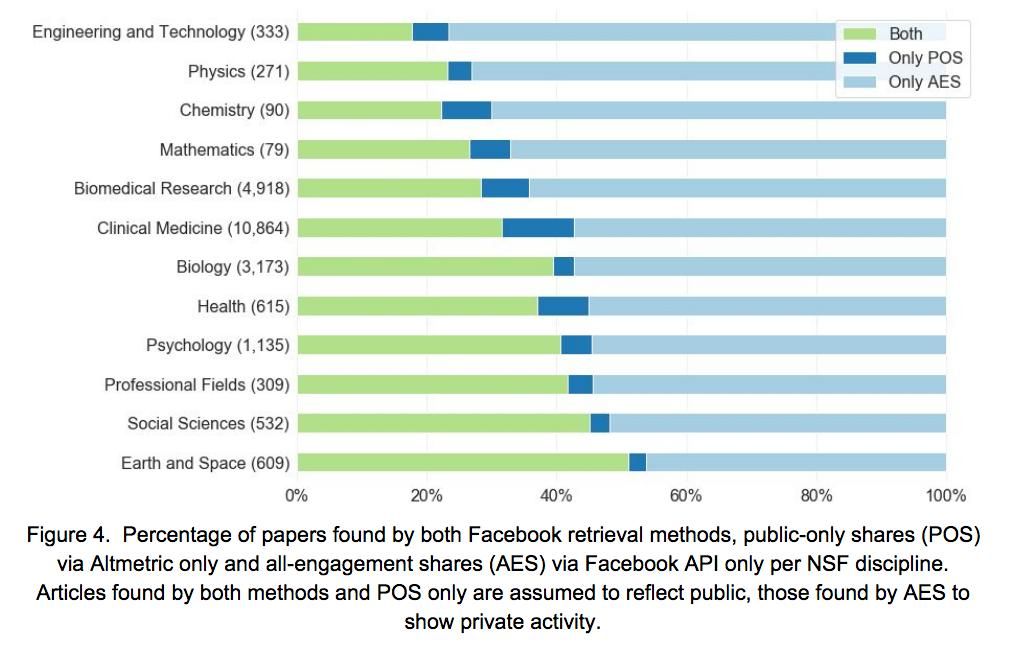 Engineering and Technology (333)
Physics (271)
Chemistry (90)
Mathematics (79)
Biomedical Research (4,918)
Clinical Medicine (10,864)
Biology (3,173)
Health (615)
Psychology (1,135)
Professional Fields (309)
Social Sciences (532)
Earth and Space (609)
Both
Only POS
Only AES
0% 20% 40% 60% 80% 100%
Figure 4. Percentage of papers found by both Facebook retrieval methods, public-only shares (POS)
via Altmetric only and all-engagement shares (AES) via Facebook API only per NSF discipline.
Articles found by both methods and POS only are assumed to reflect public, those found by AES to
show private activity.